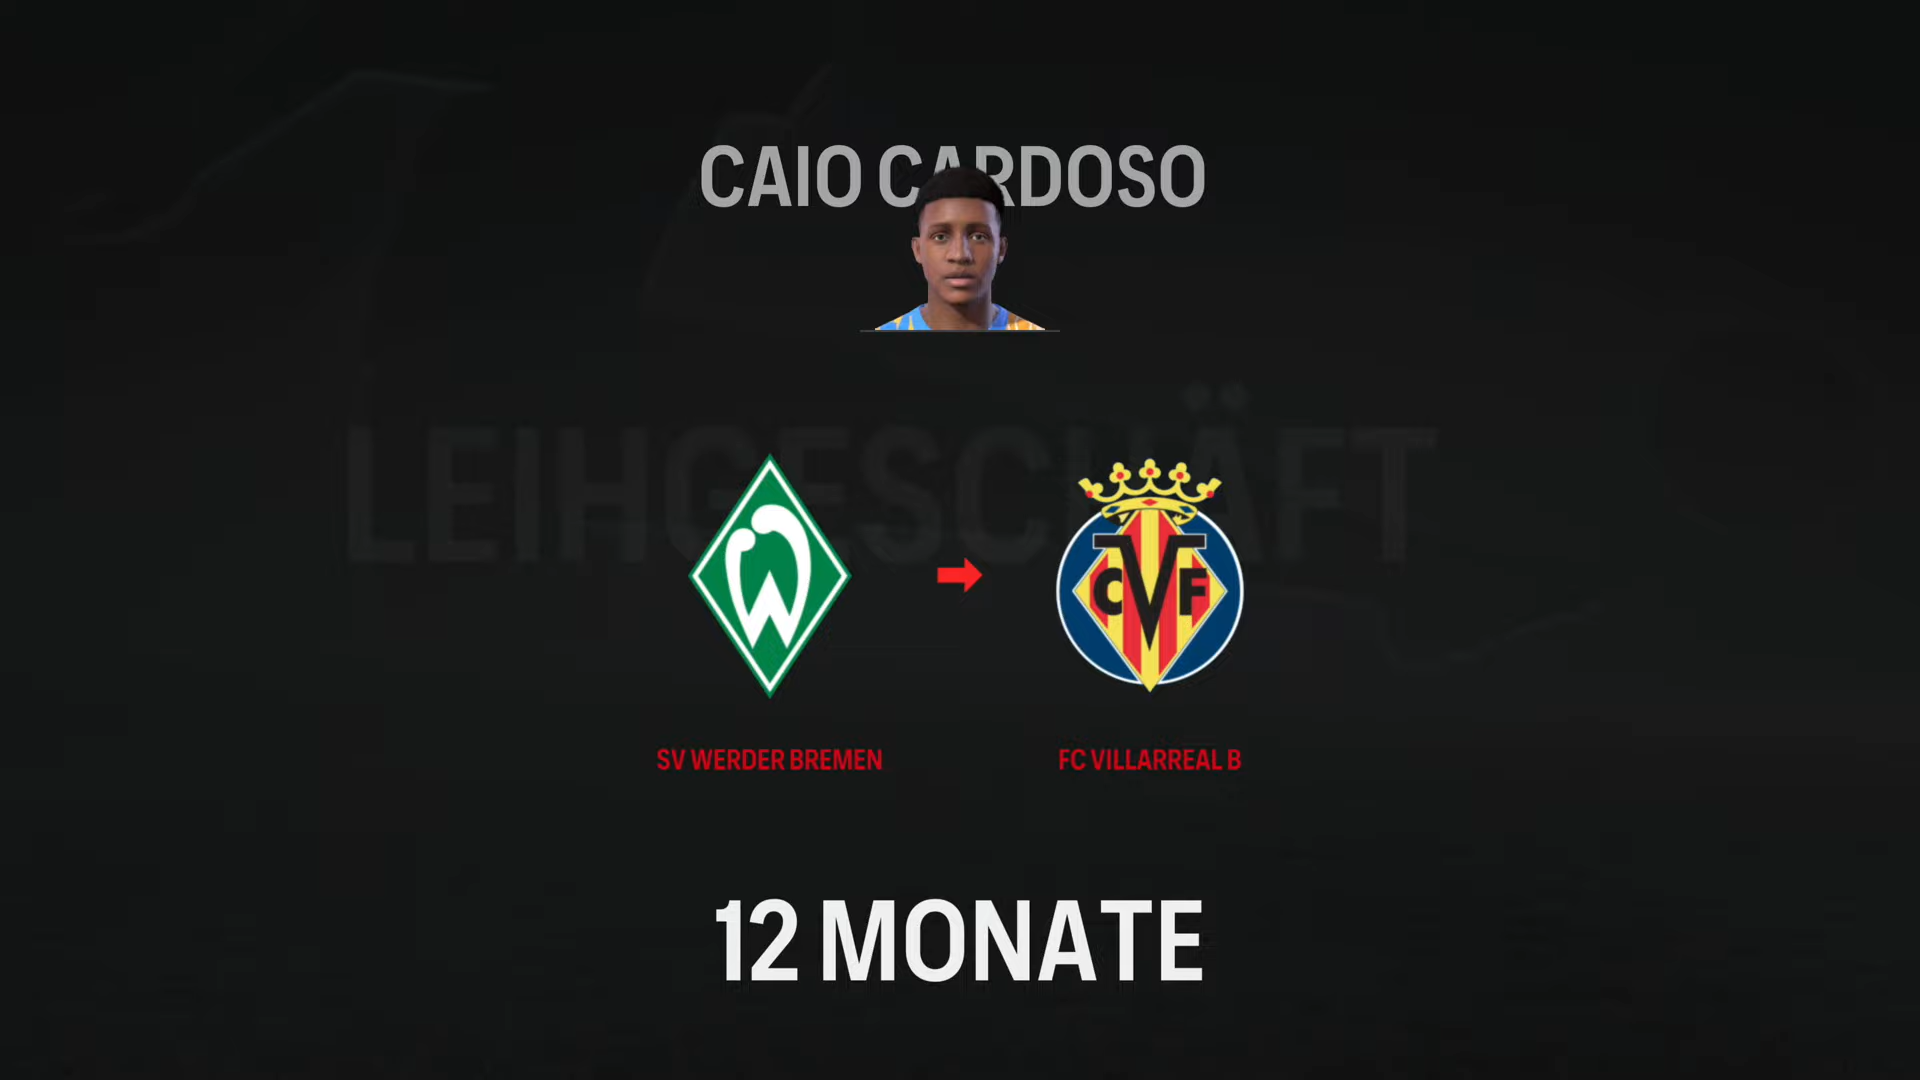 CAIO CARDOSO
LEIHGESCHÄFT
CVF
SV WERDER BREMEN
FC VILLARREAL B
12 MONATE